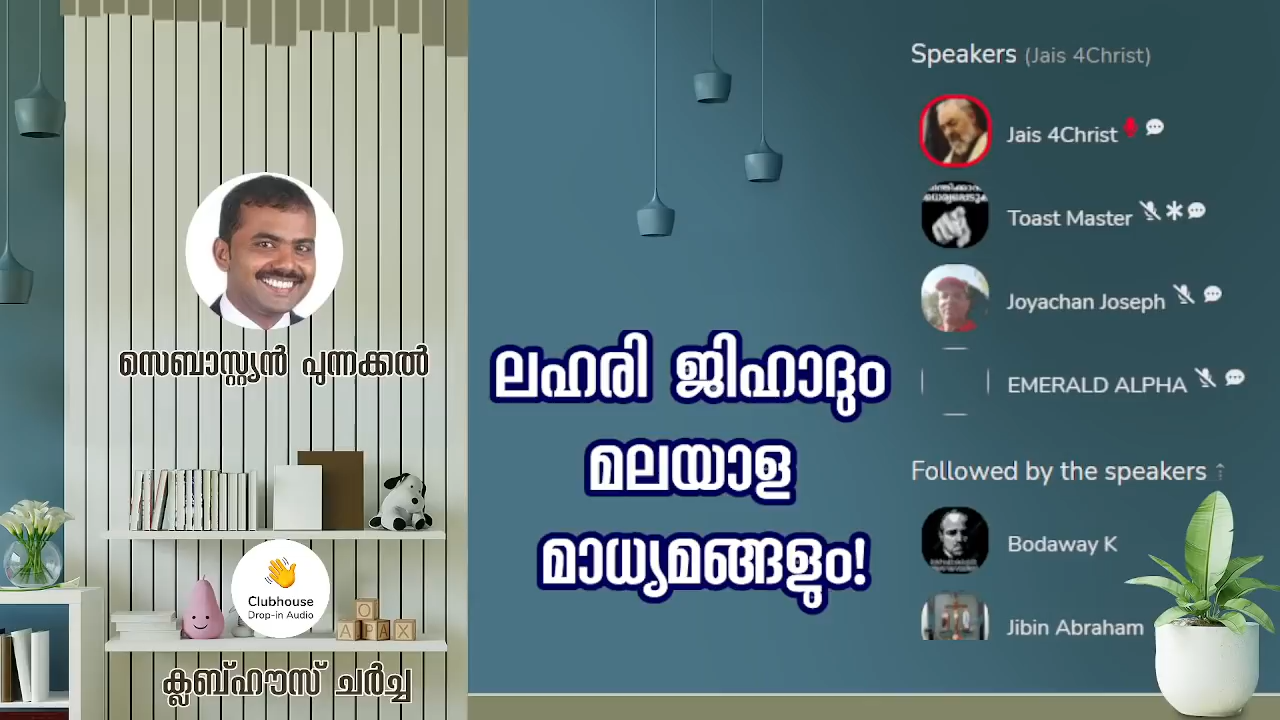 സെബാസ്റ്റ്യൻ പുന്നക്കൽ
Clubhouse
Drop-in Audio
O
A P A X
ക്ലബ്ഹൗസ് ചർച്ച
ലഹരി ജിഹാദും
മലയാള
മാധ്യമങ്ങളും!
Speakers (Jais 4Christ)
Jais 4Christ
Toast Master
Joyachan Joseph
EMERALD ALPHA
Followed by the speakers
Bodaway K
Jibin Abraham